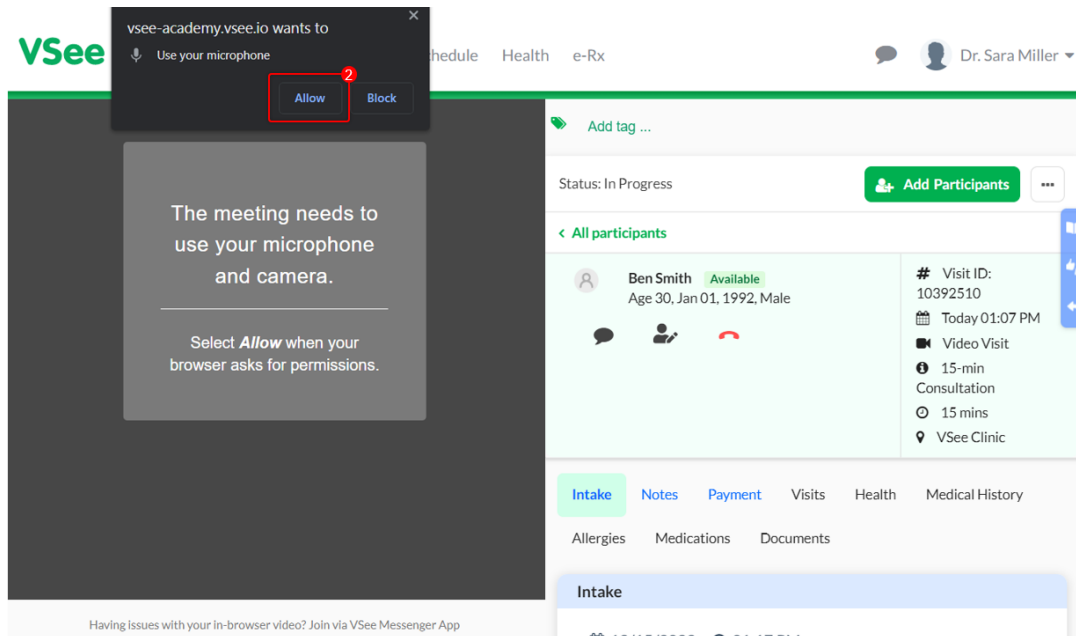 VSee
vsee-academy.vsee.io wants to
Use your microphone
2
Allow Block
hedule Health e-Rx
Dr. Sara Miller
The meeting needs to
use your microphone
and camera.
Select Allow when your
browser asks for permissions.
Having issues with your in-browser video? Join via VSee Messenger App
Add tag ...
Status: In Progress
Add Participants
All participants
Ben Smith Available
Age 30, Jan 01, 1992, Male
# Visit ID:
10392510
Today 01:07 PM
Video Visit
15-min
Consultation
15 mins
VSee Clinic
Intake Notes Payment Visits Health Medical History
Allergies Medications Documents
Intake